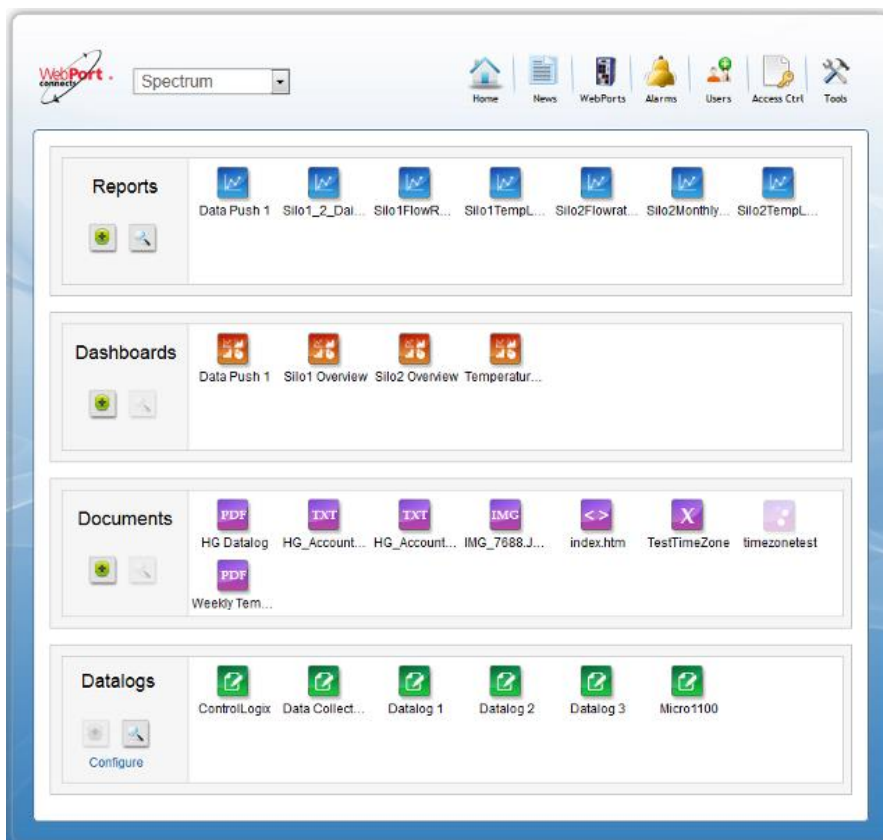 WebPort
connects
Spectrum
Home News WebPorts Alarms Users Access Ctrl Tools
Reports
Data Push 1 Silo1_2_Dai... Silo1FlowR... Silo1TempL... Silo2Flowrat... Silo2Monthly... Silo2TempL...
Dashboards
Data Push 1 Silo1 Overview Silo2 Overview Temperatur...
Documents
PDF TXT TXT IMG <> X
HG Datalog HG_Account... HG_Account... IMG_7688.J... index.htm TestTimeZone timezonetest
PDF
Weekly Tem...
Datalogs
ControlLogix Data Collect... Datalog 1 Datalog 2 Datalog 3 Micro1100
Configure